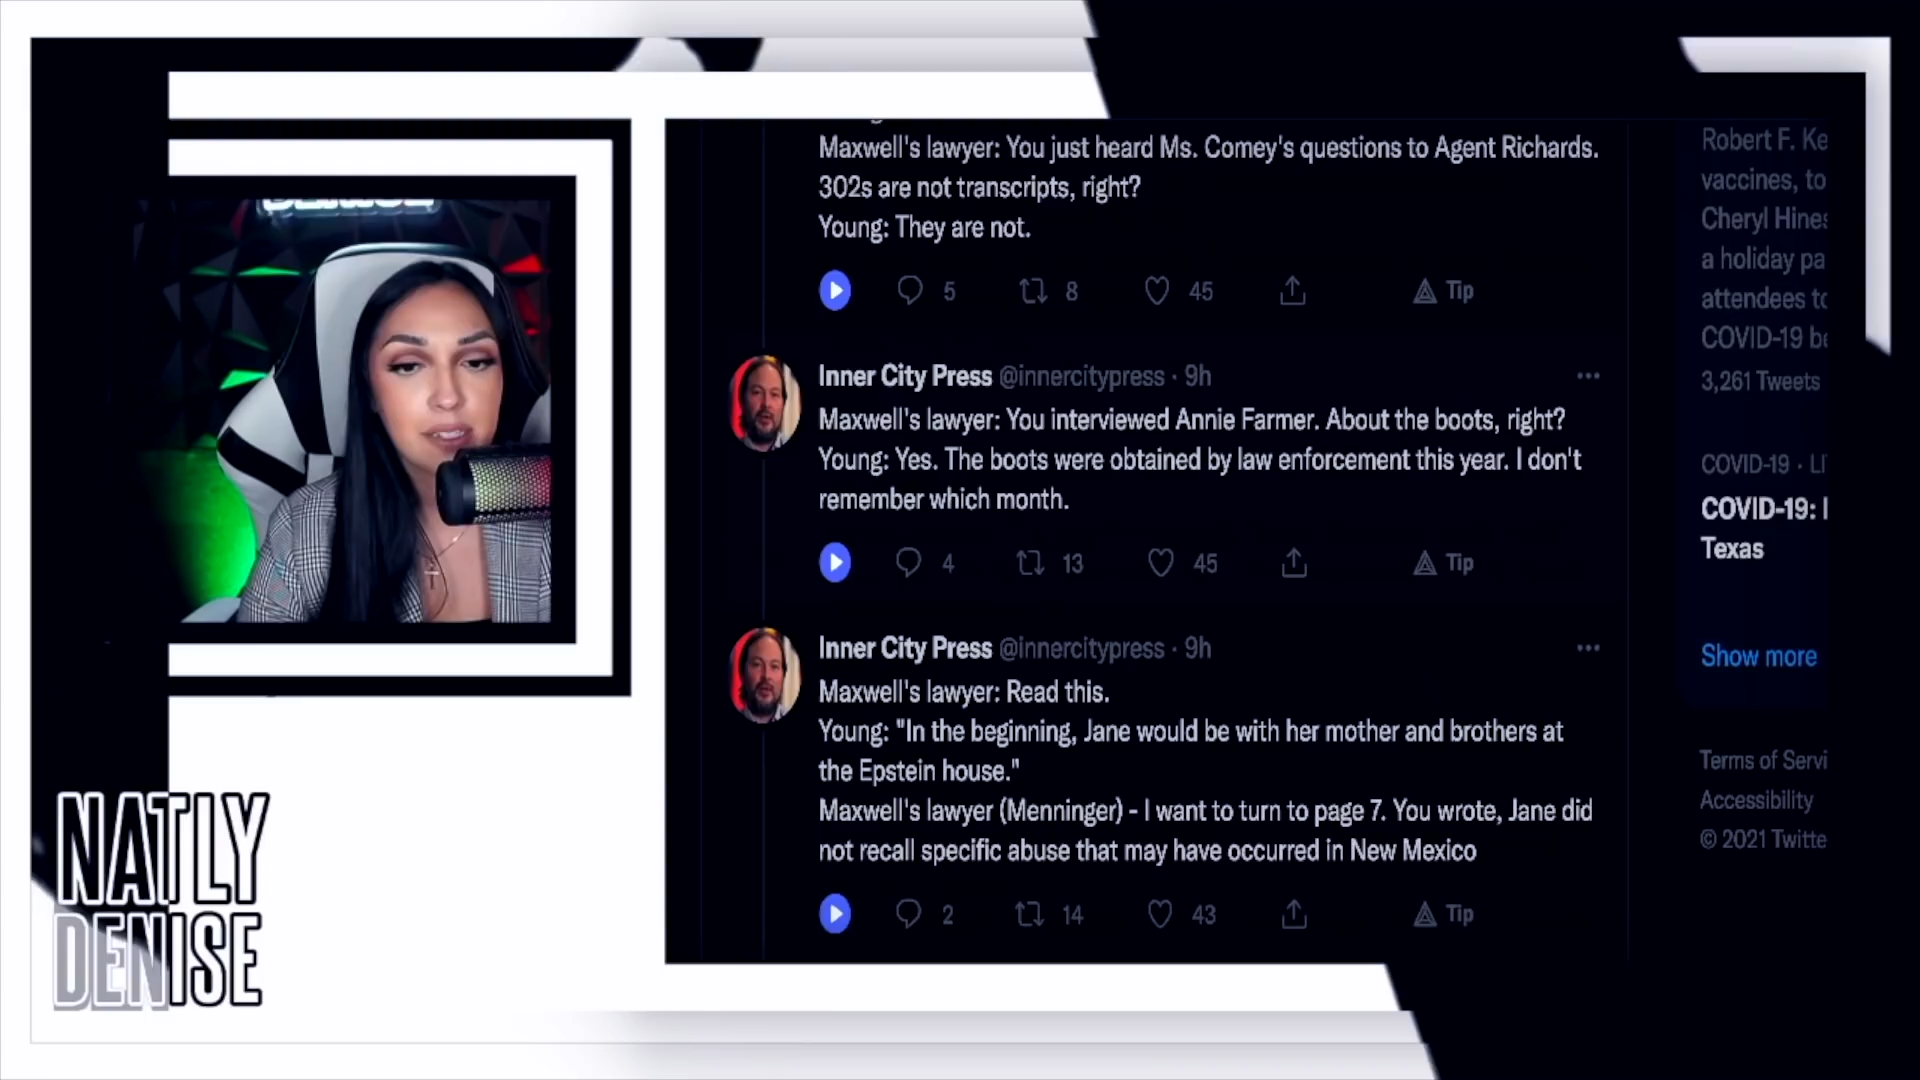 Maxwell's lawyer: You just heard Ms. Comey's questions to Agent Richards.
302s are not transcripts, right?
Young: They are not.
5 8 45 Tip
Inner City Press @innercitypress · 9h
Maxwell's lawyer: You interviewed Annie Farmer. About the boots, right?
Young: Yes. The boots were obtained by law enforcement this year. I don't
remember which month.
4 13 45 Tip
Inner City Press @innercitypress · 9h
Maxwell's lawyer: Read this.
Young: "In the beginning, Jane would be with her mother and brothers at
the Epstein house."
Maxwell's lawyer (Menninger) - I want to turn to page 7. You wrote, Jane did
not recall specific abuse that may have occurred in New Mexico
2 14 43 Tip
Robert F. Ke
vaccines, to
Cheryl Hines
a holiday pa
attendees to
COVID-19 be
3,261 Tweets
COVID-19 ·
COVID-19:
Texas
Show more
Terms of Servi
Accessibility
© 2021 Twitte
NATLY
DENISE